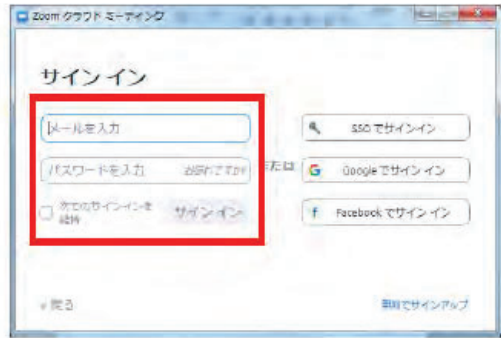 Zoom クラウド ミーティング
サイン イン
メールを入力
パスワードを入力 お忘れですか
次でのサインインを
維持
サイン イン
または
SSO でサインイン
Google でサイン イン
Facebook でサイン イン
< 戻る
無料でサインアップ